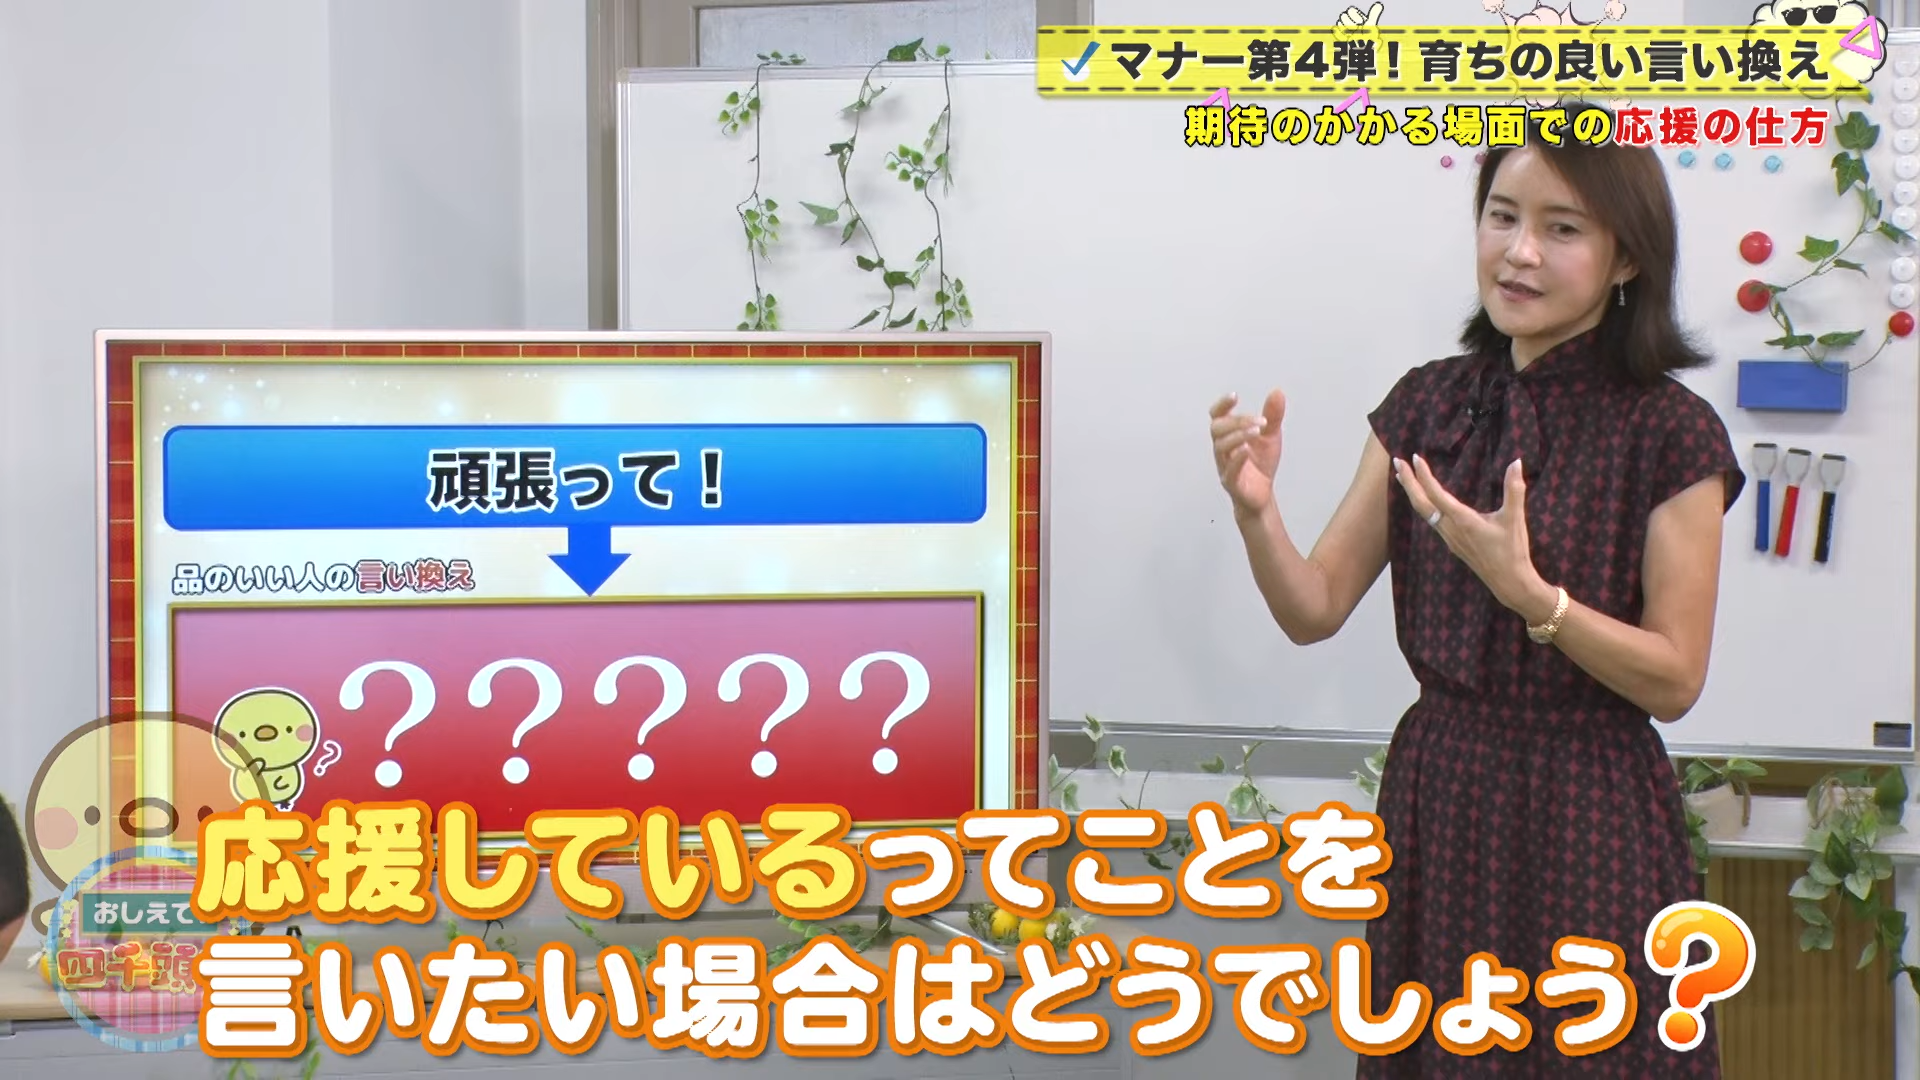 マナー第4弾！育ちの良い言い換え
期待のかかる場面での応援の仕方
頑張って！
品のいい人の言い換え
？？？？？
?
応援しているってことを
言いたい場合はどうでしょう？
おしえて、
四千頭